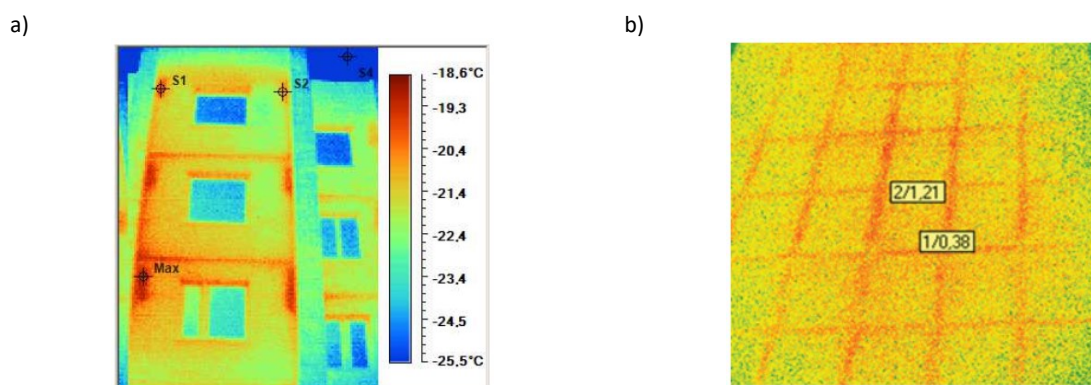 a)
b)
S1
S2
S4
Max
-18.6°C
-19,3
-20.4
-21.4
-22.4
-23.4
-24,5
-25,5°C
2/1,21
1/0,38